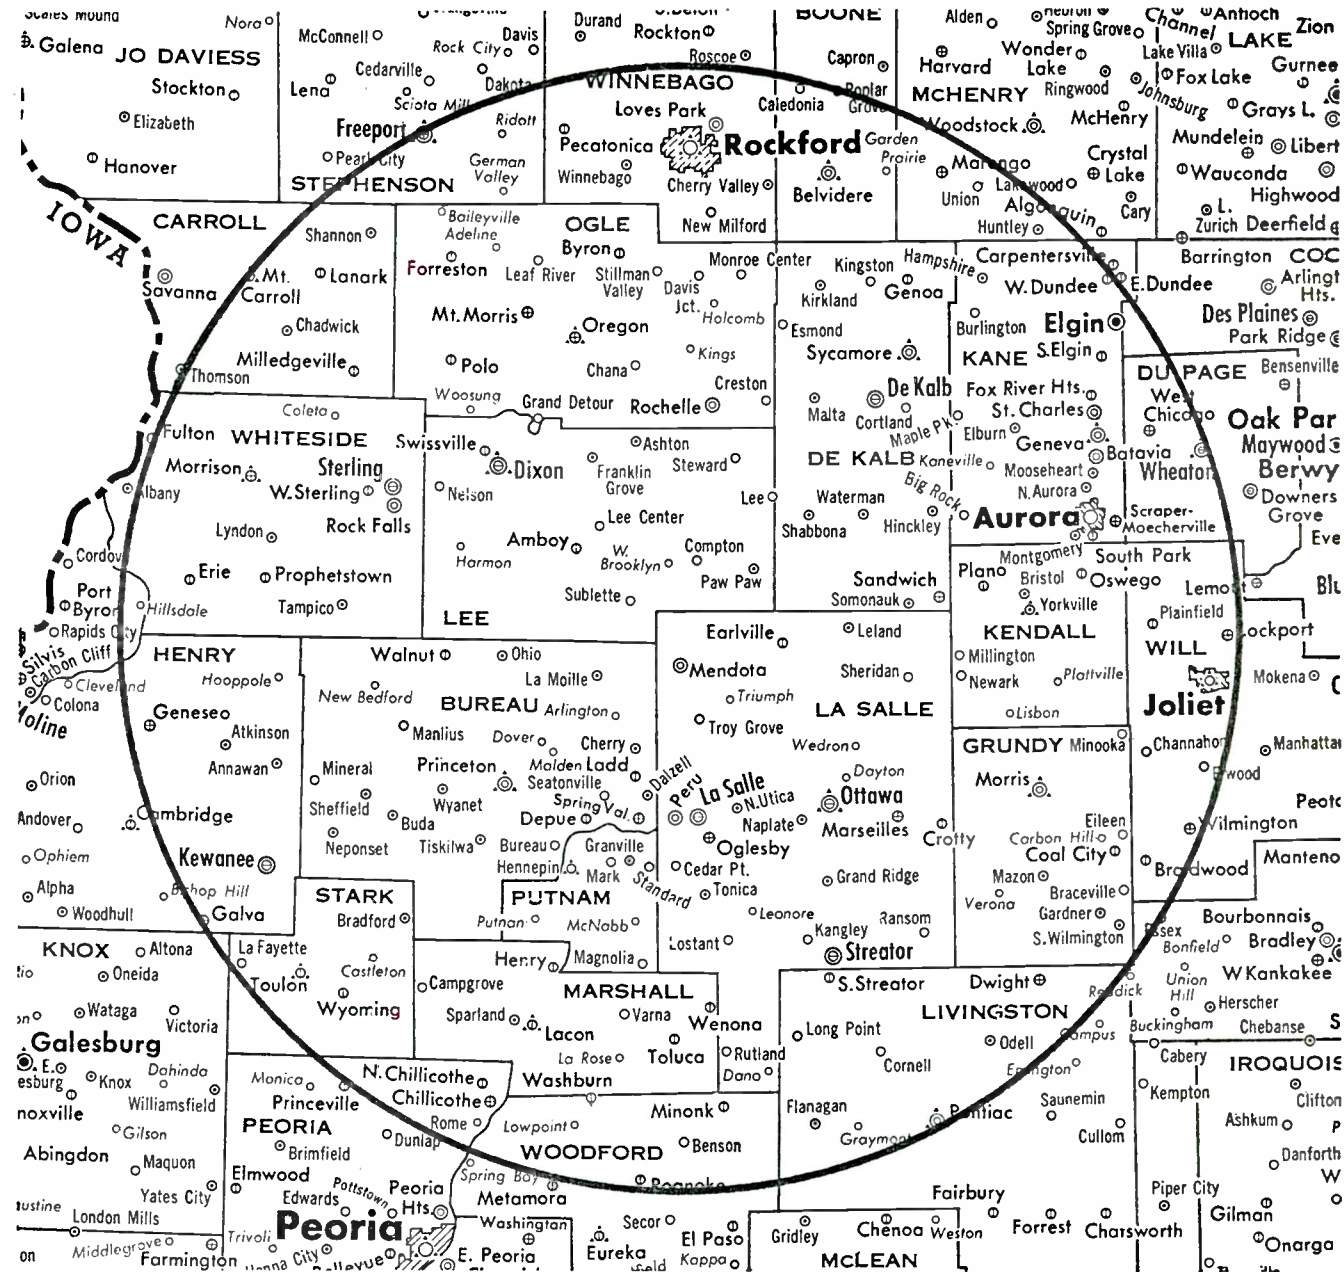 Scales Mound
Nora
Galena
JO DAVIESS
Stockton
Elizabeth
Hanover
IOWA
McConnell
Davis
Rock City
Cedarville
Lena
Dakota
Sciota Mill
Freeport
Ridott
Pearl City
German
Valley
STEPHENSON
Durand
Rockton
Roscoe
WINNEBAGO
Loves Park
Pecatonica
Rockford
Winnebago
Cherry Valley
New Milford
BOONE
Capron
Caledonia
Poplar
Grove
Garden
Prairie
Belvidere
Alden
Hebron
Spring Grove
Harvard
Wonder
Lake
Ringwood
McHENRY
McHenry
Woodstock
Johnsburg
Marengo
Crystal
Lake
Union
Lakewood
Algonquin
Cary
Huntley
Channel
Antioch
Zion
Lake Villa
LAKE
Fox Lake
Gurnee
Grays L.
Mundelein
Libert
Wauconda
Highwood
L.
Zurich
Deerfield
CARROLL
Shannon
Mt.
Carroll
Lanark
Savanna
Chadwick
Milledgeville
Thomson
OGLE
Baileyville
Adeline
Byron
Forreston
Leaf River
Stillman
Valley
Monroe Center
Davis
Jct.
Holcomb
Mt. Morris
Oregon
Polo
Chana
Kings
Woosung
Grand Detour
Rochelle
Creston
Kingston
Hampshire
Kirkland
Genoa
Esmond
Sycamore
De Kalb
Malta
Cortland
Maple Pk.
DE KALB
Waterman
Shabbona
Hinckley
Big Rock
Sandwich
Somonauk
Carpentersville
W. Dundee
E. Dundee
Burlington
Elgin
KANE
S. Elgin
Fox River Hts.
St. Charles
Elburn
Geneva
Batavia
Kaneville
Mooseheart
N. Aurora
Aurora
Scraper-
Moecherville
Montgomery
Barrington
COC
Arlingt
Hts.
Des Plaines
Park Ridge
DU PAGE
Bensenville
West
Chicago
Oak Par
Maywood
Wheaton
Berwy
Downers
Grove
Eve
Coleta
Fulton
WHITESIDE
Morrison
Sterling
W. Sterling
Albany
Rock Falls
Lyndon
Erie
Prophetstown
Tampico
Cordov
Port
Byron
Hillsdale
Rapids City
Silvis
Carbon Cliff
Cleveland
Colona
Moline
Swissville
Dixon
Ashton
Franklin
Grove
Steward
Nelson
Lee
Lee Center
Amboy
Harmon
W.
Brooklyn
Compton
Paw Paw
Sublette
LEE
Plano
Bristol
South Park
Oswego
Yorkville
KENDALL
Millington
Newark
Plattville
Lisbon
Lemont
Blu
Plainfield
Lockport
WILL
Joliet
Mokena
Channahon
Manhattan
Elwood
Peoto
Wilmington
Braidwood
Manteno
HENRY
Hooppole
Geneseo
Atkinson
Annawan
Orion
Andover
Cambridge
Ophiem
Kewanee
Alpha
Bishop Hill
Woodhull
Galva
Walnut
Ohio
La Moille
New Bedford
BUREAU
Arlington
Manlius
Dover
Cherry
Mineral
Princeton
Malden
Ladd
Seatonville
Dalzell
Sheffield
Wyanet
Spring Val.
Buda
Depue
Neponset
Tiskilwa
Bureau
Granville
Hennepin
Mark
Standard
PUTNAM
Putnam
McNabb
Magnolia
Earlville
Leland
Mendota
Sheridan
Triumph
Troy Grove
LA SALLE
Wedron
Dayton
Peru
La Salle
N. Utica
Ottawa
Naplate
Marseilles
Oglesby
Crotty
Cedar Pt.
Tonica
Grand Ridge
Leonore
Kangley
Ransom
Lostant
Streator
GRUNDY
Minooka
Morris
Eileen
Carbon Hill
Coal City
Mazon
Verona
Braceville
Gardner
S. Wilmington
Essex
Bourbonnais
Bonfield
Bradley
W Kankakee
Union
Hill
Herscher
Reddick
Buckingham
Chebanse
STARK
Bradford
La Fayette
Toulon
Castleton
Wyoming
KNOX
Altona
Oneida
Wataga
Victoria
Galesburg
E.
esburg
Knox
Dahinda
Williamsfield
noxville
Gilson
Abingdon
Maquon
Yates City
London Mills
Middlegrove
Farmington
ustine
on
Henry
Campgrove
MARSHALL
Sparland
Varna
Lacon
Wenona
La Rose
Toluca
Washburn
Rutland
Dana
S. Streator
Dwight
LIVINGSTON
Long Point
Odell
Campus
Cornell
Emington
Flanagan
Pontiac
Saunemin
Graymont
Cullom
Cabery
Kempton
IROQUOIS
Clifton
Ashkum
Danforth
Piper City
Gilman
Onarga
Monica
N. Chillicothe
Princeville
Chillicothe
PEORIA
Rome
Dunlap
Brimfield
Elmwood
Edwards
Pottstown
Peoria
Hts.
Peoria
Trivoli
Hanna City
Bellevue
E. Peoria
Minonk
Lowpoint
WOODFORD
Benson
Spring Bay
Roanoke
Metamora
Washington
Secor
El Paso
Eureka
Kappa
Gridley
Chenoa
Weston
Fairbury
Forrest
Chatsworth
McLEAN